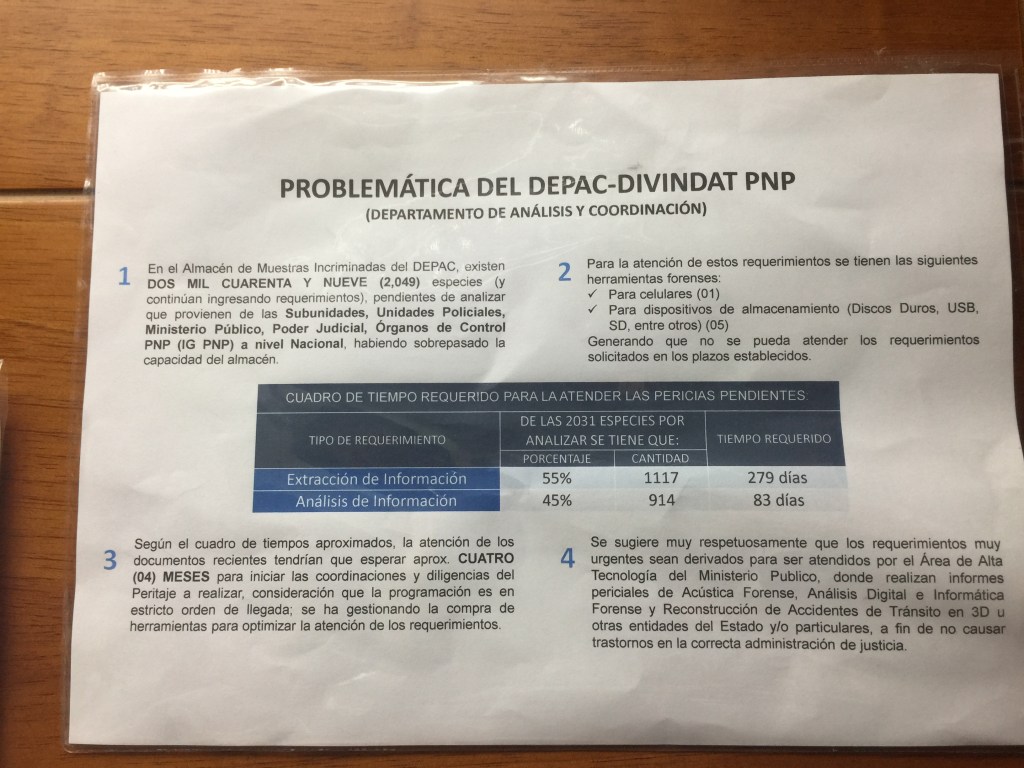 PROBLEMÁTICA DEL DEPAC-DIVINDAT PNP
(DEPARTAMENTO DE ANÁLISIS Y COORDINACIÓN)
1
En el Almacén de Muestras Incriminadas del DEPAC, existen
DOS MIL CUARENTA Y NUEVE (2,049) especies (y
continúan ingresando requerimientos), pendientes de analizar
que provienen de las Subunidades, Unidades Policiales,
Ministerio Público, Poder Judicial, Órganos de Control
PNP (IG PNP) a nivel Nacional, habiendo sobrepasado la
capacidad del almacén.
2
Para la atención de estos requerimientos se tienen las siguientes
herramientas forenses:
✓ Para celulares (01)
✓ Para dispositivos de almacenamiento (Discos Duros, USB,
SD, entre otros) (05)
Generando que no se pueda atender los requerimientos
solicitados en los plazos establecidos.
CUADRO DE TIEMPO REQUERIDO PARA LA ATENDER LAS PERICIAS PENDIENTES:
TIPO DE REQUERIMIENTO
DE LAS 2031 ESPECIES POR
ANALIZAR SE TIENE QUE:
TIEMPO REQUERIDO
PORCENTAJE CANTIDAD
Extracción de Información 55% 1117 279 días
Análisis de Información 45% 914 83 días
3
Según el cuadro de tiempos aproximados, la atención de los
documentos recientes tendrían que esperar aprox. CUATRO
(04) MESES para iniciar las coordinaciones y diligencias del
Peritaje a realizar, consideración que la programación es en
estricto orden de llegada; se ha gestionando la compra de
herramientas para optimizar la atención de los requerimientos.
4
Se sugiere muy respetuosamente que los requerimientos muy
urgentes sean derivados para ser atendidos por el Área de Alta
Tecnología del Ministerio Publico, donde realizan informes
periciales de Acústica Forense, Análisis Digital e Informática
Forense y Reconstrucción de Accidentes de Tránsito en 3D u
otras entidades del Estado y/o particulares, a fin de no causar
trastornos en la correcta administración de justicia.